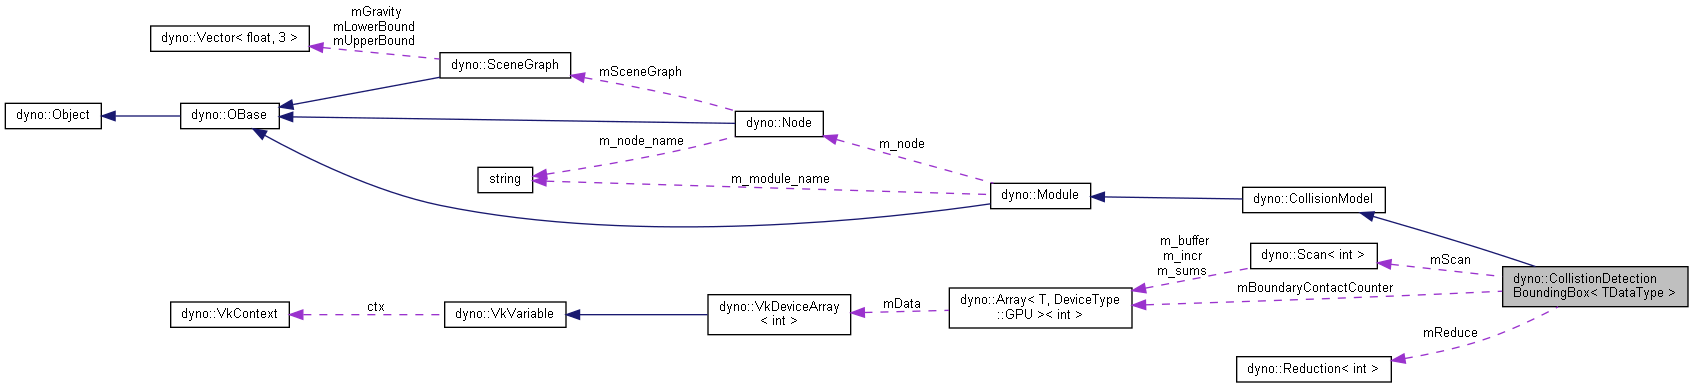 mGravity
mLowerBound
mUpperBound
dyno::Vector< float, 3 >
dyno::SceneGraph
mSceneGraph
dyno::Object
dyno::OBase
dyno::Node
m_node_name
m_node
string
m_module_name
dyno::Module
dyno::CollisionModel
m_buffer
m_incr
m_sums
dyno::Scan< int >
mScan
dyno::CollistionDetection
BoundingBox< TDataType >
mBoundaryContactCounter
dyno::VkContext
ctx
dyno::VkVariable
dyno::VkDeviceArray
< int >
mData
dyno::Array< T, DeviceType
::GPU >< int >
mReduce
dyno::Reduction< int >